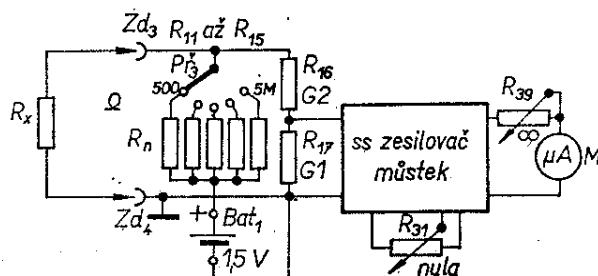 Zd3 R11 až R15
Př3
500
5M
R16
G2
Rx
Ω
Rn
R17
G1
ss zesilovač
můstek
R39
∞
μA M
Zd4
+ Bat1
1,5 V
R31
nula